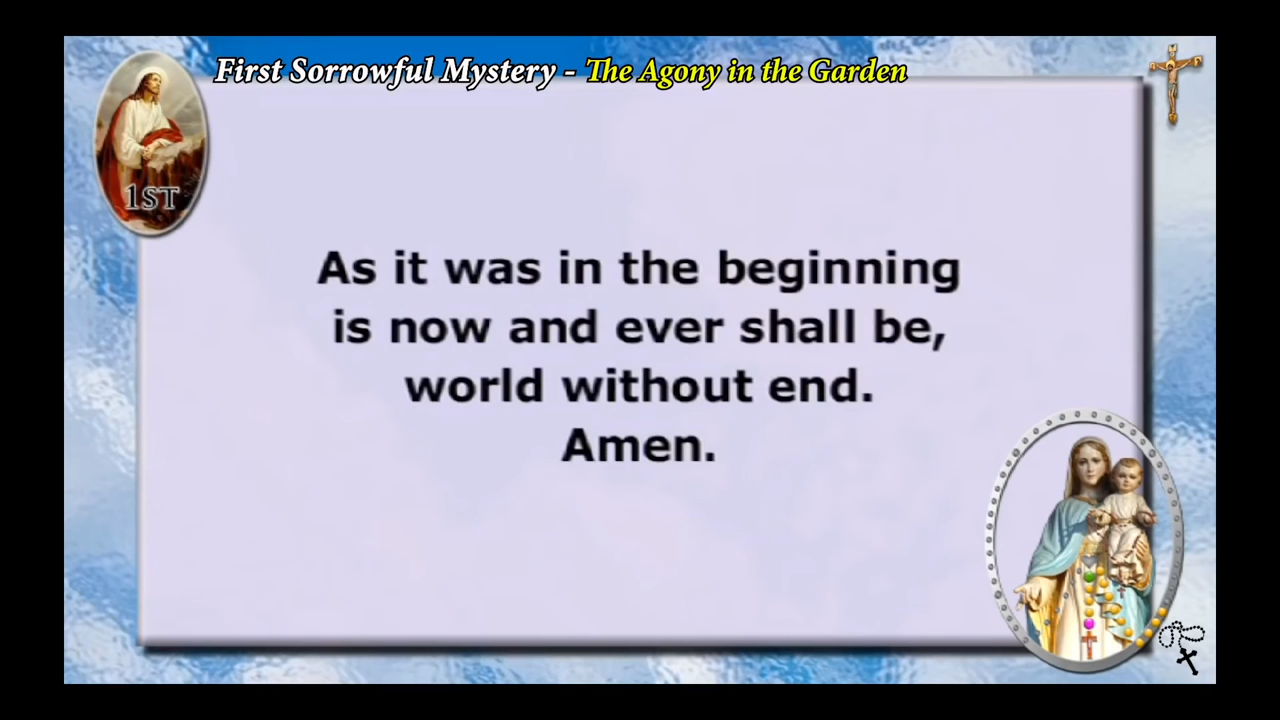 First Sorrowful Mystery - The Agony in the Garden
1ST
As it was in the beginning
is now and ever shall be,
world without end.
Amen.